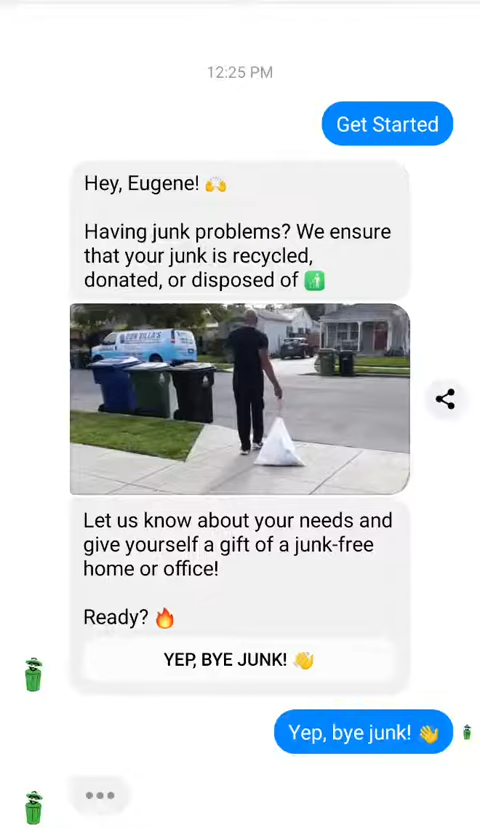 12:25 PM
Get Started
Hey, Eugene! 🙌
Having junk problems? We ensure
that your junk is recycled,
donated, or disposed of 🚮
Let us know about your needs and
give yourself a gift of a junk-free
home or office!
Ready? 🔥
YEP, BYE JUNK! 👋
Yep, bye junk! 👋